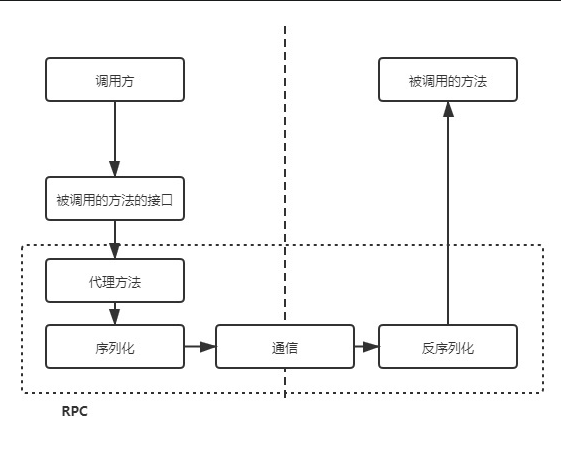 调用方
被调用的方法
被调用的方法的接口
代理方法
序列化
通信
反序列化
RPC